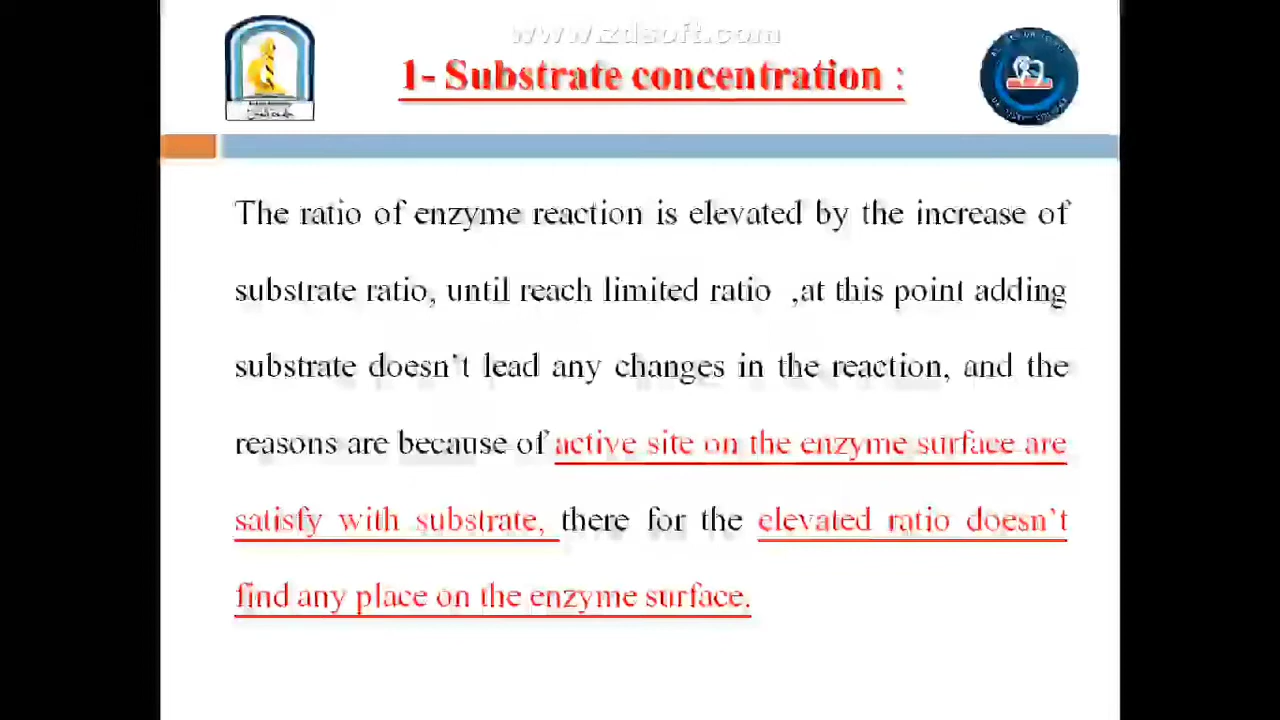 www.zdsoft.com
1- Substrate concentration :
The ratio of enzyme reaction is elevated by the increase of
substrate ratio, until reach limited ratio ,at this point adding
substrate doesn't lead any changes in the reaction, and the
reasons are because of active site on the enzyme surface are
satisfy with substrate, there for the elevated ratio doesn't
find any place on the enzyme surface.